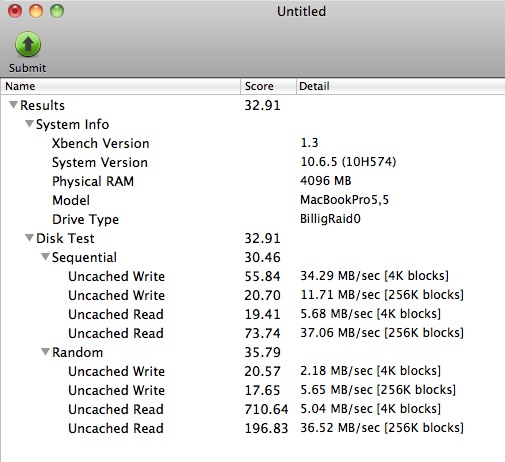 Untitled
Submit
Name Score Detail
Results 32.91
System Info
Xbench Version 1.3
System Version 10.6.5 (10H574)
Physical RAM 4096 MB
Model MacBookPro5,5
Drive Type BilligRaid0
Disk Test 32.91
Sequential 30.46
Uncached Write 55.84 34.29 MB/sec [4K blocks]
Uncached Write 20.70 11.71 MB/sec [256K blocks]
Uncached Read 19.41 5.68 MB/sec [4K blocks]
Uncached Read 73.74 37.06 MB/sec [256K blocks]
Random 35.79
Uncached Write 20.57 2.18 MB/sec [4K blocks]
Uncached Write 17.65 5.65 MB/sec [256K blocks]
Uncached Read 710.64 5.04 MB/sec [4K blocks]
Uncached Read 196.83 36.52 MB/sec [256K blocks]